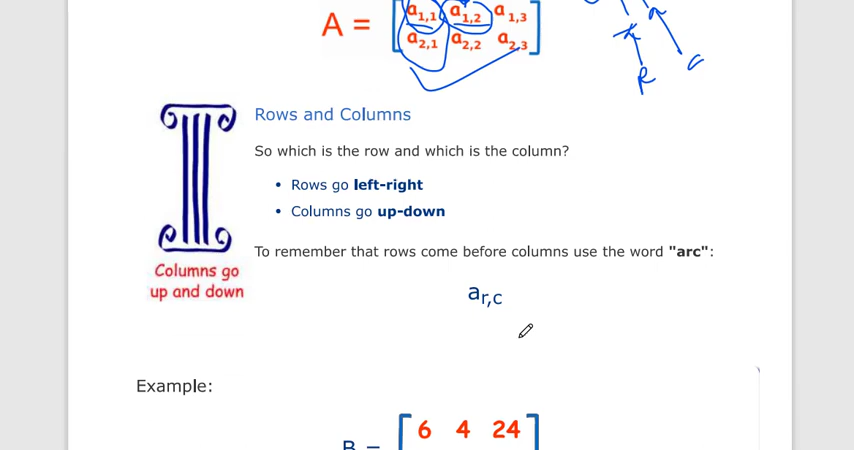 A = [ a1,1 a1,2 a1,3
a2,1 a2,2 a2,3 ]
R C
Rows and Columns
So which is the row and which is the column?
• Rows go left-right
• Columns go up-down
To remember that rows come before columns use the word "arc":
Columns go
up and down
ar,c
Example:
B = [ 6 4 24 ]